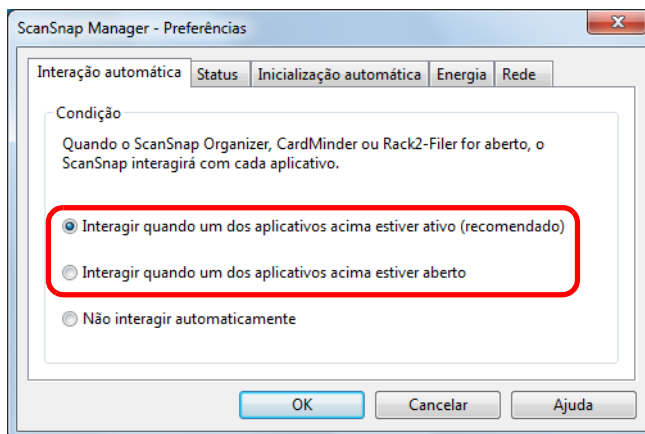 ScanSnap Manager - Preferências
Interação automática Status Inicialização automática Energia Rede
Condição
Quando o ScanSnap Organizer, CardMinder ou Rack2-Filer for aberto, o
ScanSnap interagirá com cada aplicativo.
Interagir quando um dos aplicativos acima estiver ativo (recomendado)
Interagir quando um dos aplicativos acima estiver aberto
Não interagir automaticamente
OK Cancelar Ajuda